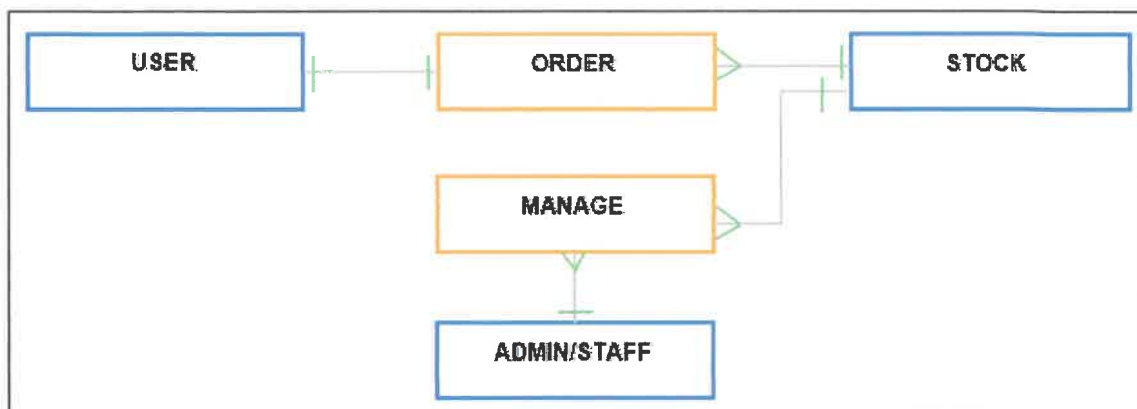 USER
ORDER
STOCK
MANAGE
ADMIN/STAFF